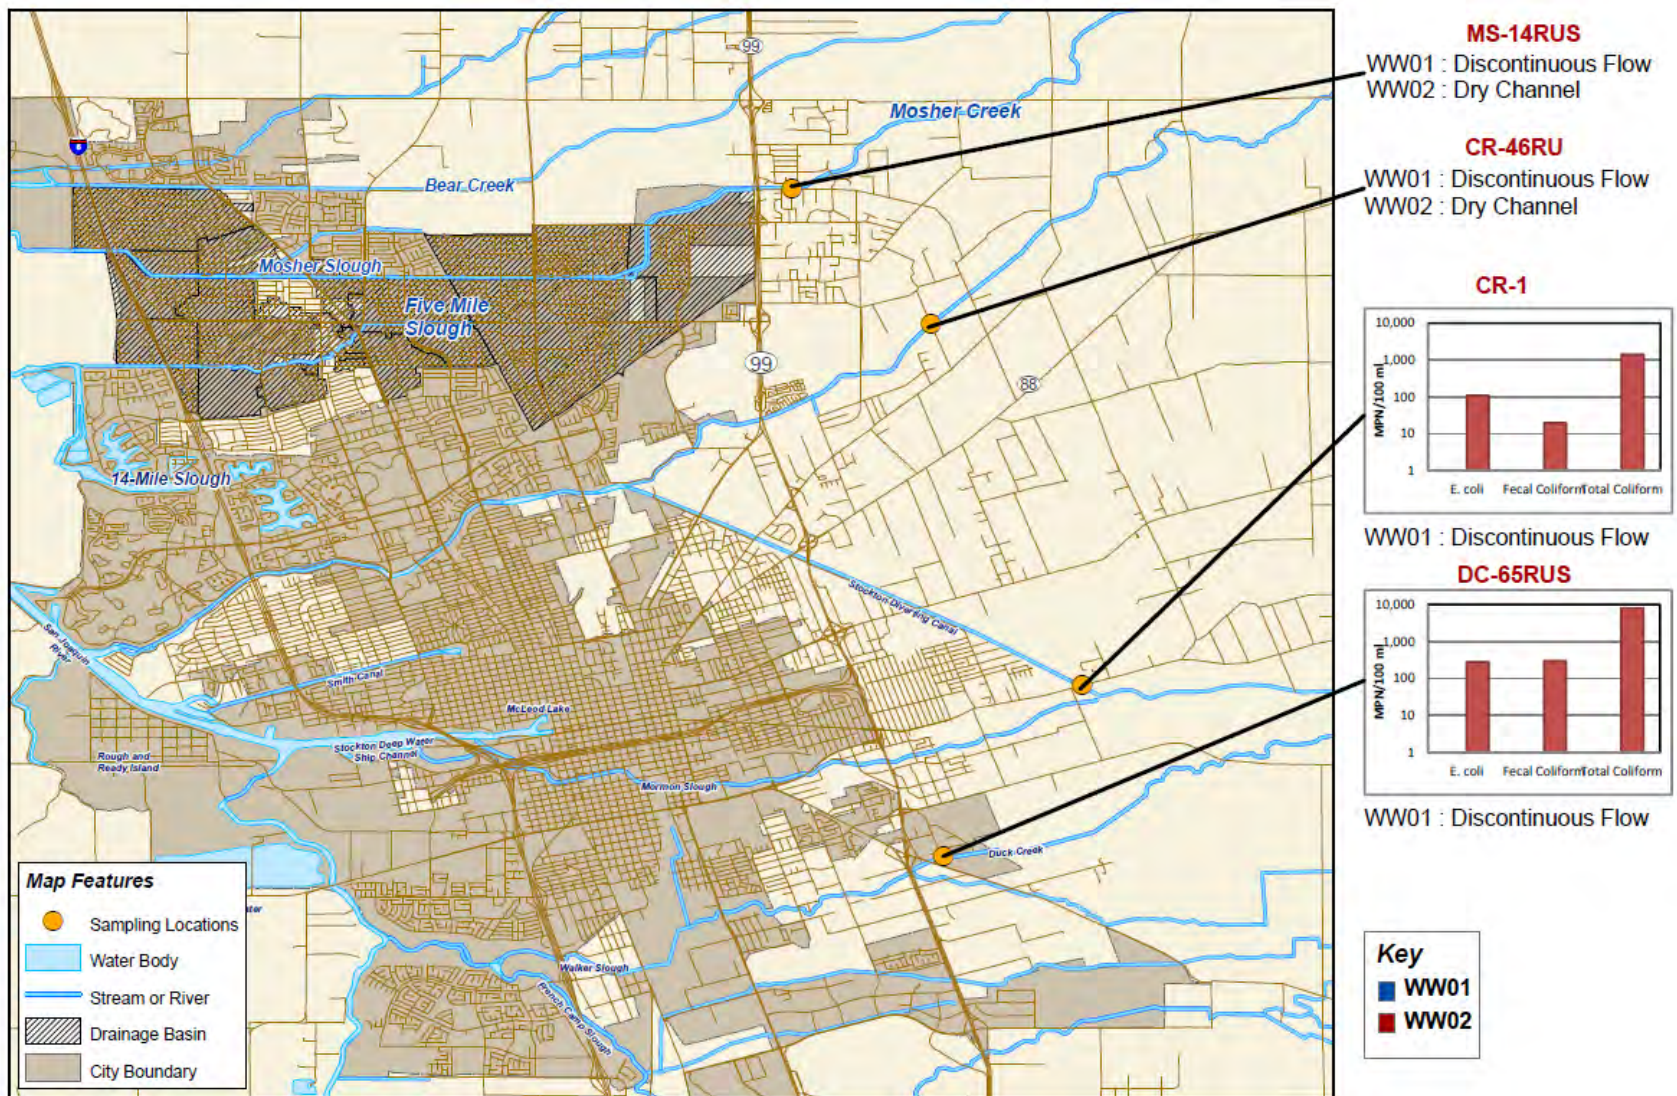 99
Mosher Creek
5
Bear Creek
Mosher Slough
Five Mile
Slough
99
88
14-Mile Slough
Stockton Diverting Canal
San Joaquin
River
Smith Canal
McLeod Lake
Stockton Deep Water
Ship Channel
Rough and
Ready Island
Mormon Slough
Duck Creek
Walker Slough
French Camp Slough
Map Features
Sampling Locations
Water Body
Stream or River
Drainage Basin
City Boundary
MS-14RUS
WW01 : Discontinuous Flow
WW02 : Dry Channel
CR-46RU
WW01 : Discontinuous Flow
WW02 : Dry Channel
CR-1
10,000
1,000
100
10
1
MPN/100 ml
E. coli Fecal Coliform Total Coliform
WW01 : Discontinuous Flow
DC-65RUS
10,000
1,000
100
10
1
MPN/100 ml
E. coli Fecal Coliform Total Coliform
WW01 : Discontinuous Flow
Key
WW01
WW02